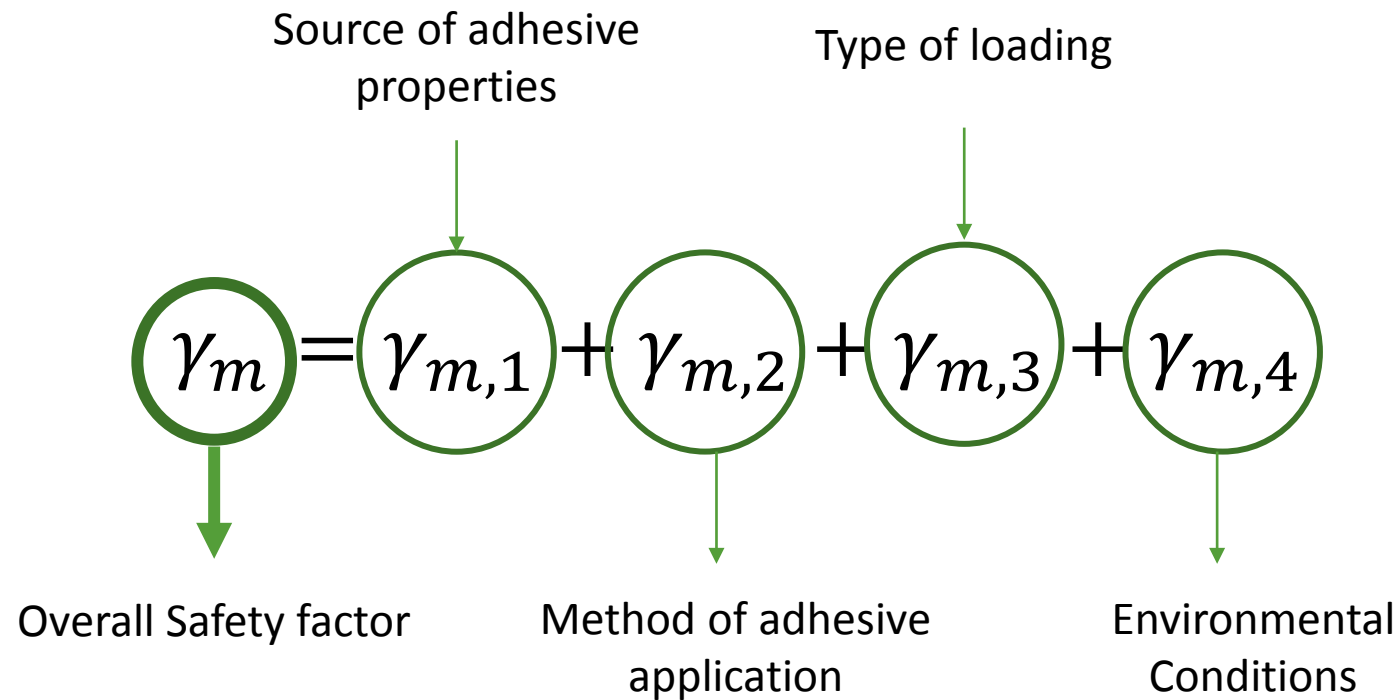 Source of adhesive
properties
Type of loading
γₘ = γₘ,₁ + γₘ,₂ + γₘ,₃ + γₘ,₄
Overall Safety factor
Method of adhesive
application
Environmental
Conditions